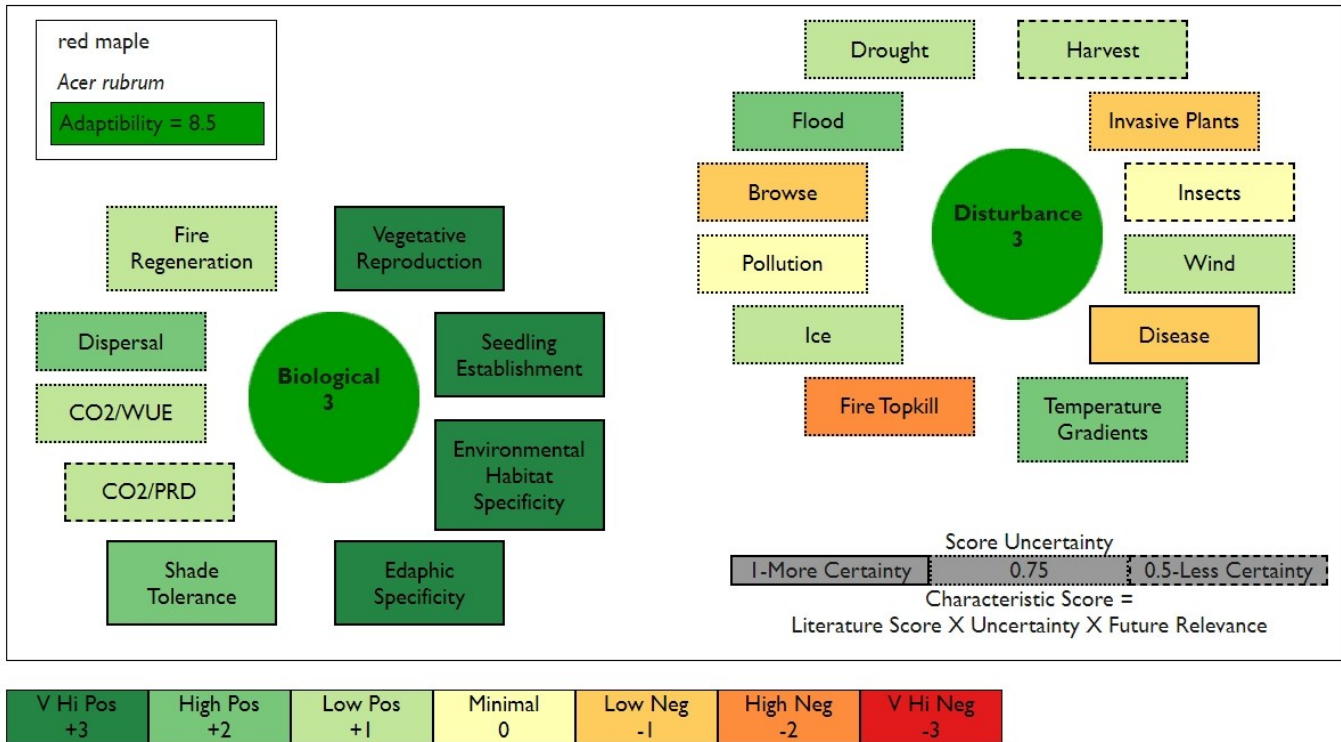 red maple
Acer rubrum
Adaptibility = 8.5
Fire
Regeneration
Vegetative
Reproduction
Dispersal
Seedling
Establishment
CO2/WUE
Biological
3
Environmental
Habitat
Specificity
CO2/PRD
Shade
Tolerance
Edaphic
Specificity
Drought
Harvest
Flood
Invasive Plants
Browse
Insects
Disturbance
3
Pollution
Wind
Ice
Disease
Fire Topkill
Temperature
Gradients
Score Uncertainty
1-More Certainty
0.75
0.5-Less Certainty
Characteristic Score =
Literature Score X Uncertainty X Future Relevance
V Hi Pos
+3
High Pos
+2
Low Pos
+1
Minimal
0
Low Neg
-1
High Neg
-2
V Hi Neg
-3